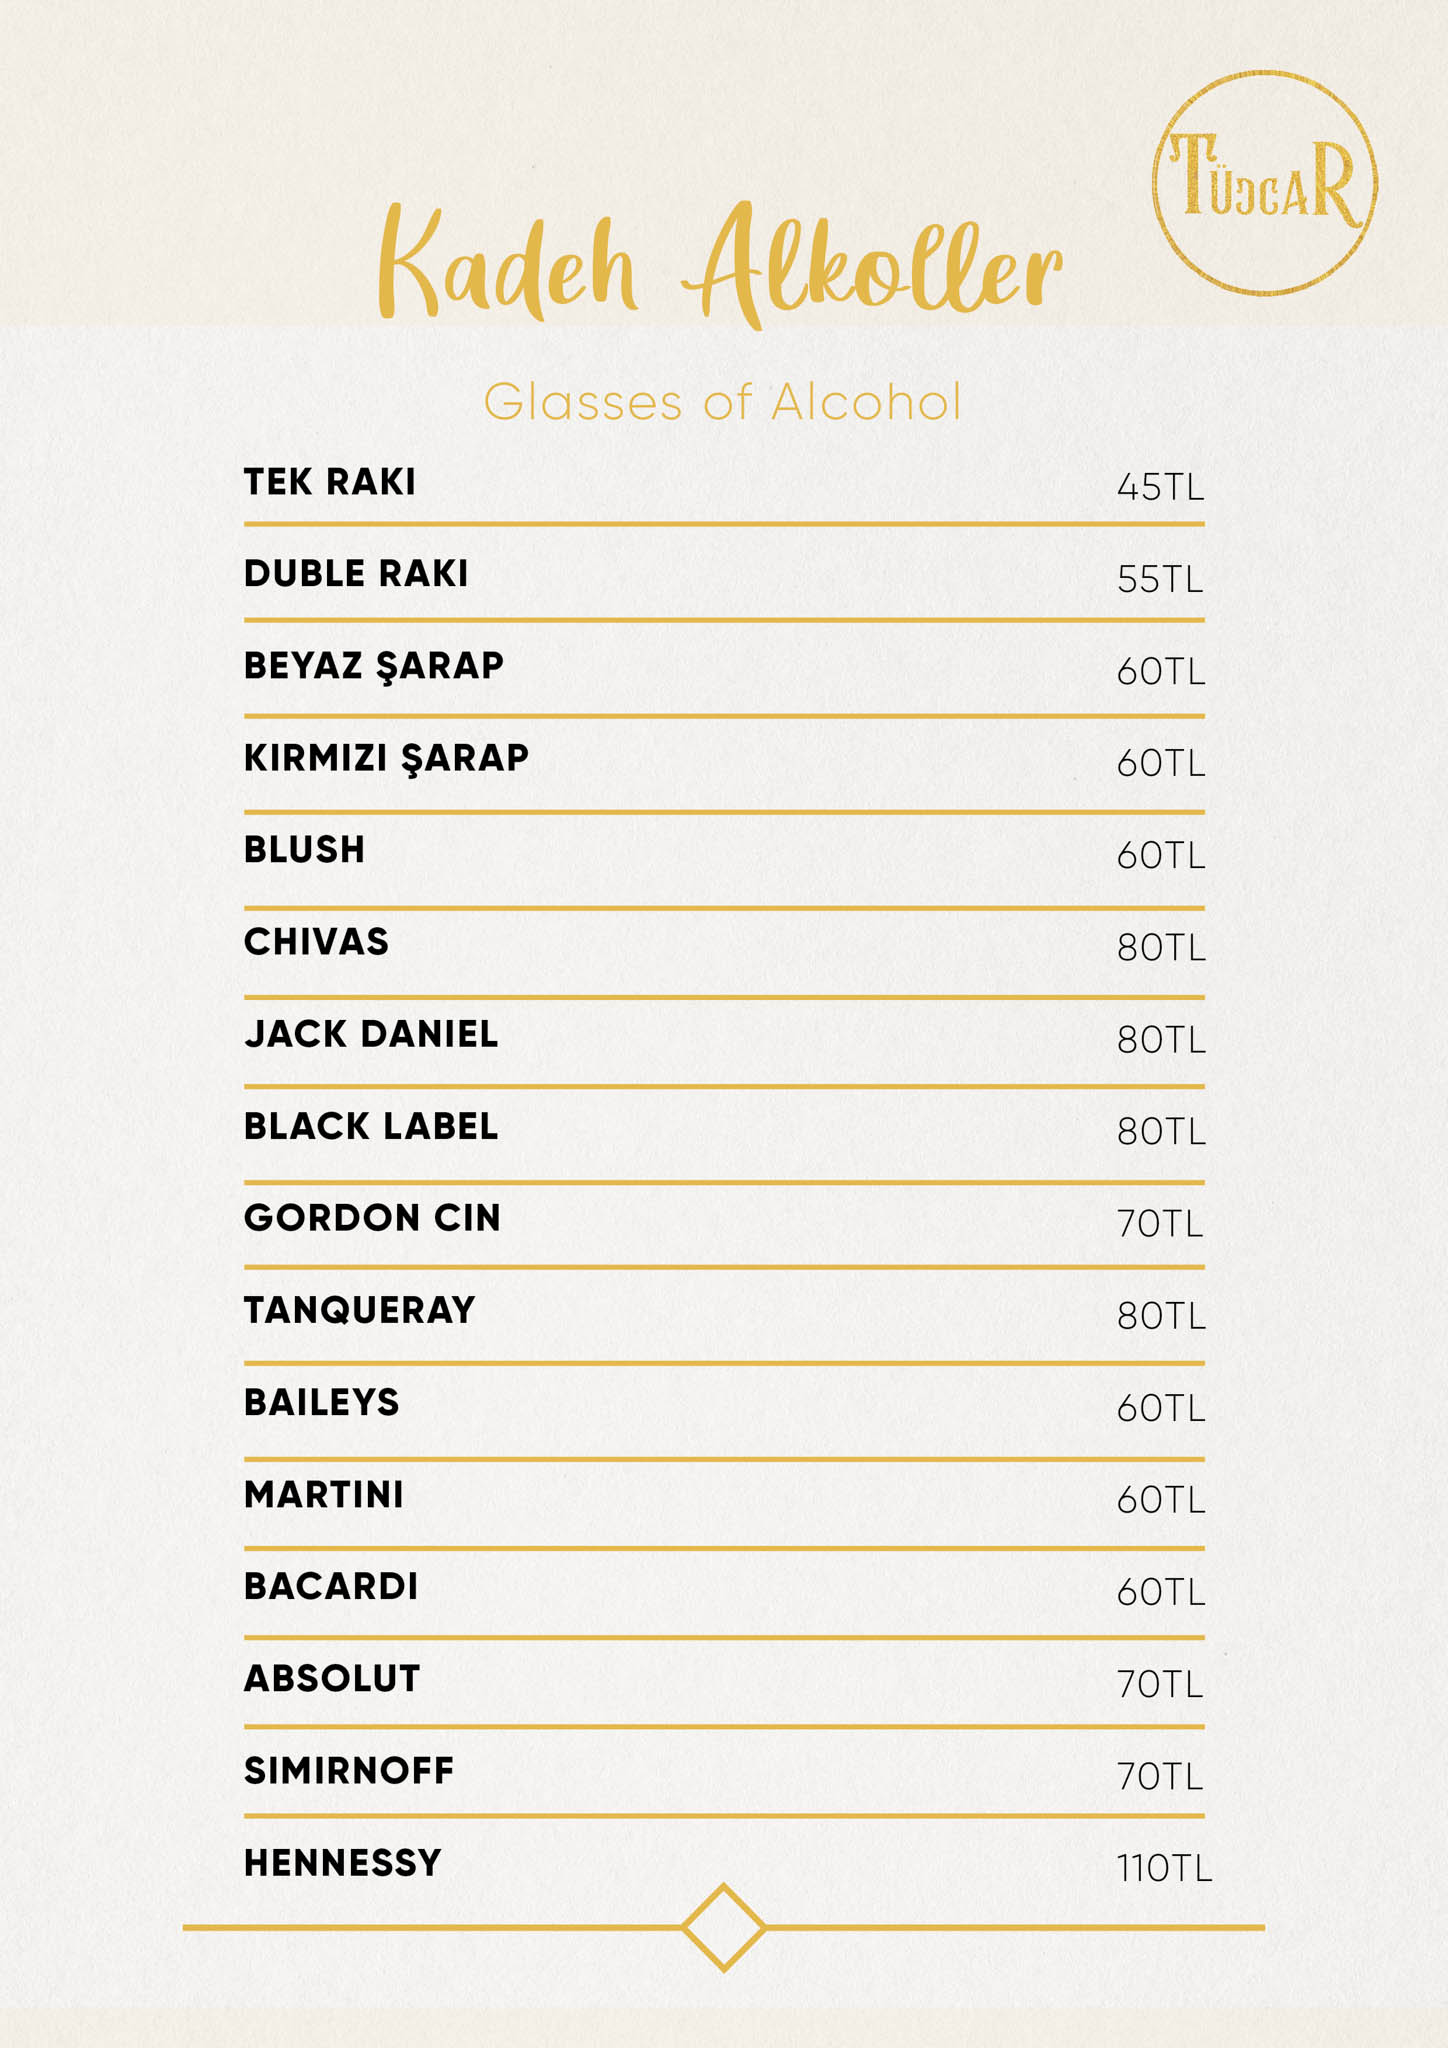 TÜCCAR
Kadeh Alkoller
Glasses of Alcohol
TEK RAKI 45TL
DUBLE RAKI 55TL
BEYAZ ŞARAP 60TL
KIRMIZI ŞARAP 60TL
BLUSH 60TL
CHIVAS 80TL
JACK DANIEL 80TL
BLACK LABEL 80TL
GORDON CIN 70TL
TANQUERAY 80TL
BAILEYS 60TL
MARTINI 60TL
BACARDI 60TL
ABSOLUT 70TL
SIMIRNOFF 70TL
HENNESSY 110TL